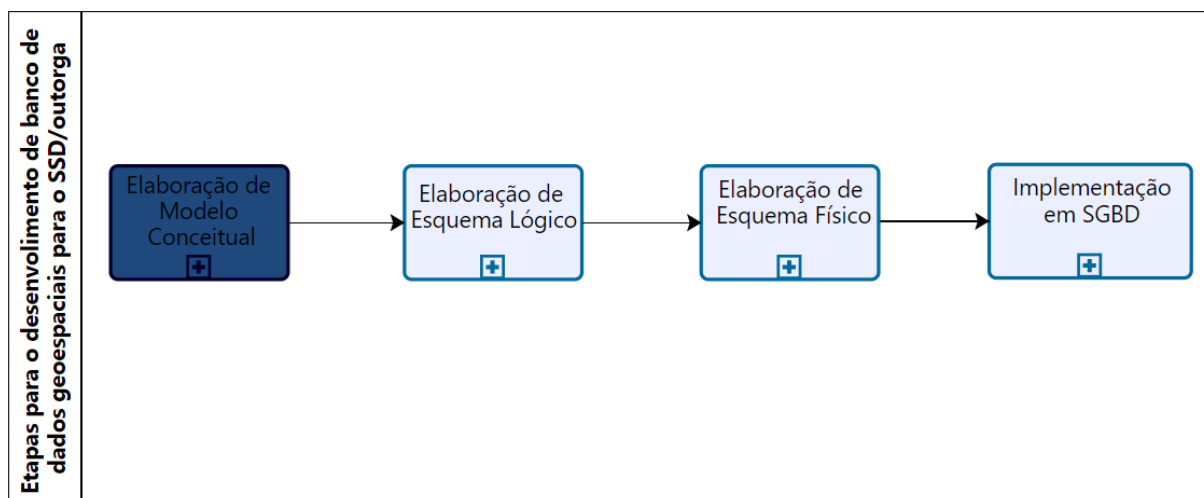 Etapas para o desenvolimento de banco de
dados geoespaciais para o SSD/outorga
Elaboração de
Modelo
Conceitual
Elaboração de
Esquema Lógico
Elaboração de
Esquema Físico
Implementação
em SGBD